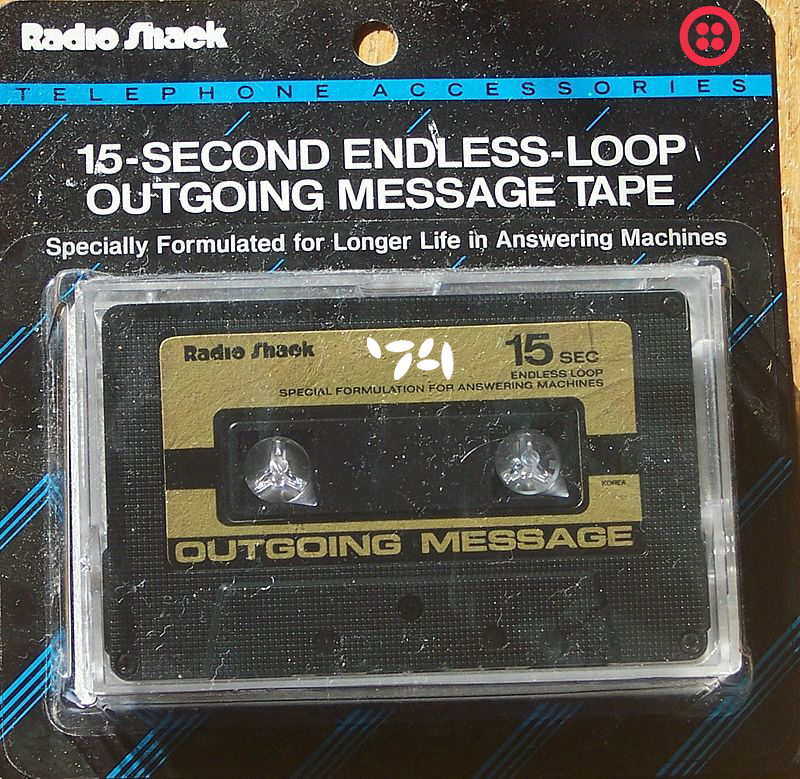 Radio Shack
TELEPHONE ACCESSORIES
15-SECOND ENDLESS-LOOP
OUTGOING MESSAGE TAPE
Specially Formulated for Longer Life in Answering Machines
Radio Shack
15 SEC
ENDLESS LOOP
SPECIAL FORMULATION FOR ANSWERING MACHINES
KOREA
OUTGOING MESSAGE